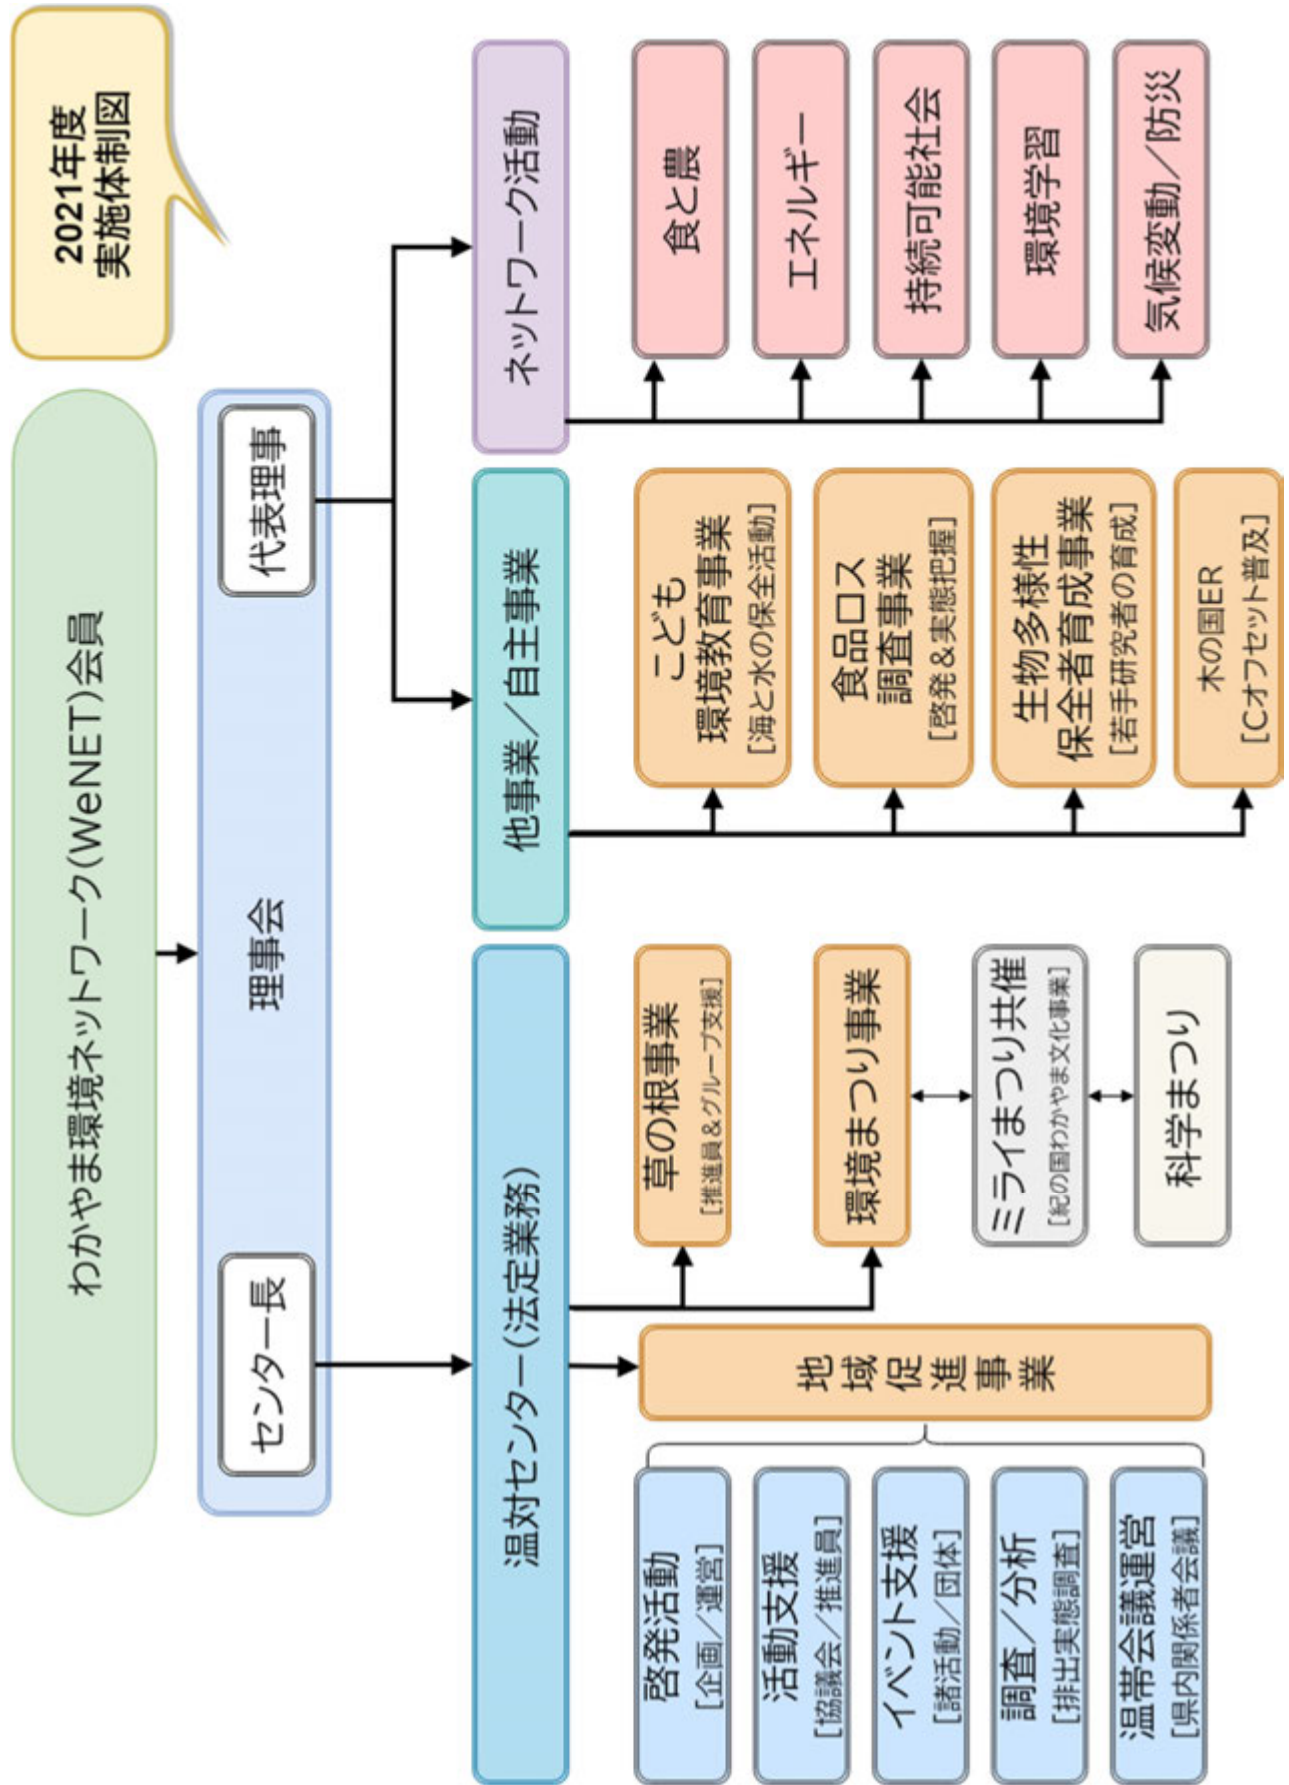 2021年度
実施体制図
わかやま環境ネットワーク(WeNET)会員
理事会
センター長
代表理事
温対センター(法定業務)
他事業／自主事業
ネットワーク活動
啓発活動
[企画／運営]
活動支援
[協議会／推進員]
イベント支援
[諸活動／団体]
調査／分析
[排出実態調査]
温帯会議運営
[県内関係者会議]
地域促進事業
草の根事業
[推進員＆グループ支援]
環境まつり事業
ミライまつり共催
[紀の国わかやま文化事業]
科学まつり
こども
環境教育事業
[海と水の保全活動]
食品ロス
調査事業
[啓発＆実態把握]
生物多様性
保全者育成事業
[若手研究者の育成]
木の国ER
[Cオフセット普及]
食と農
エネルギー
持続可能社会
環境学習
気候変動／防災